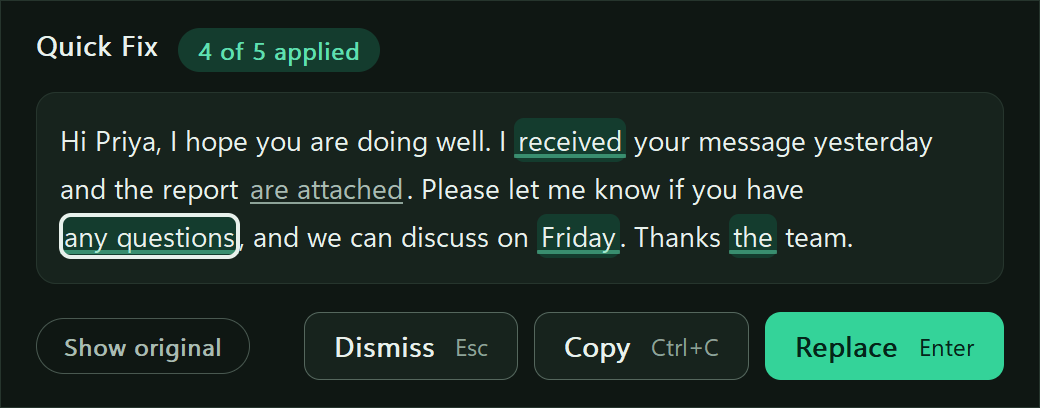 Quick Fix 4 of 5 applied
Hi Priya, I hope you are doing well. I received your message yesterday
and the report are attached. Please let me know if you have
any questions, and we can discuss on Friday. Thanks the team.
Show original Dismiss Esc Copy Ctrl+C Replace Enter